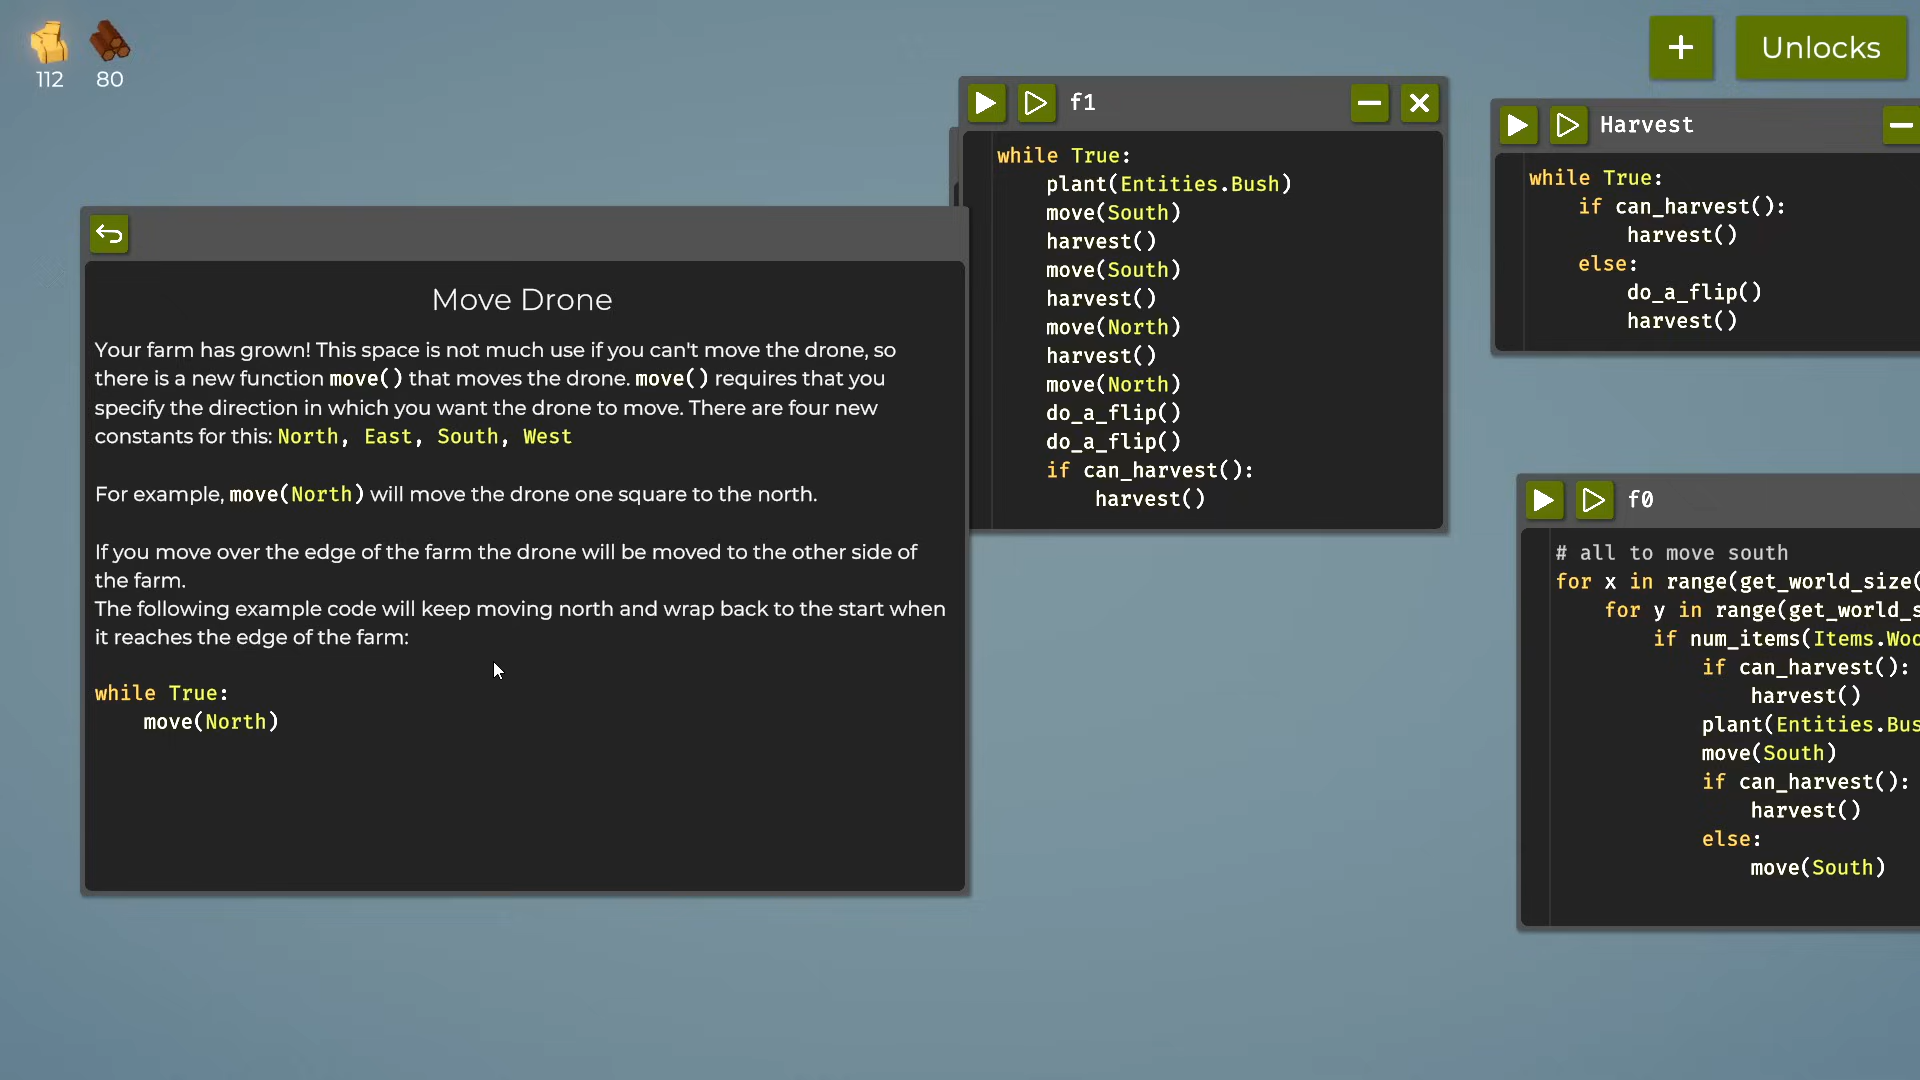 112 80
+ Unlocks
f1
while True:
plant(Entities.Bush)
move(South)
harvest()
move(South)
harvest()
move(North)
harvest()
move(North)
do_a_flip()
do_a_flip()
if can_harvest():
harvest()
Harvest
while True:
if can_harvest():
harvest()
else:
do_a_flip()
harvest()
Move Drone
Your farm has grown! This space is not much use if you can't move the drone, so
there is a new function move() that moves the drone. move() requires that you
specify the direction in which you want the drone to move. There are four new
constants for this: North, East, South, West
For example, move(North) will move the drone one square to the north.
If you move over the edge of the farm the drone will be moved to the other side of
the farm.
The following example code will keep moving north and wrap back to the start when
it reaches the edge of the farm:
while True:
move(North)
f0
# all to move south
for x in range(get_world_size(
for y in range(get_world_s
if num_items(Items.Woo
if can_harvest():
harvest()
plant(Entities.Bus
move(South)
if can_harvest():
harvest()
else:
move(South)